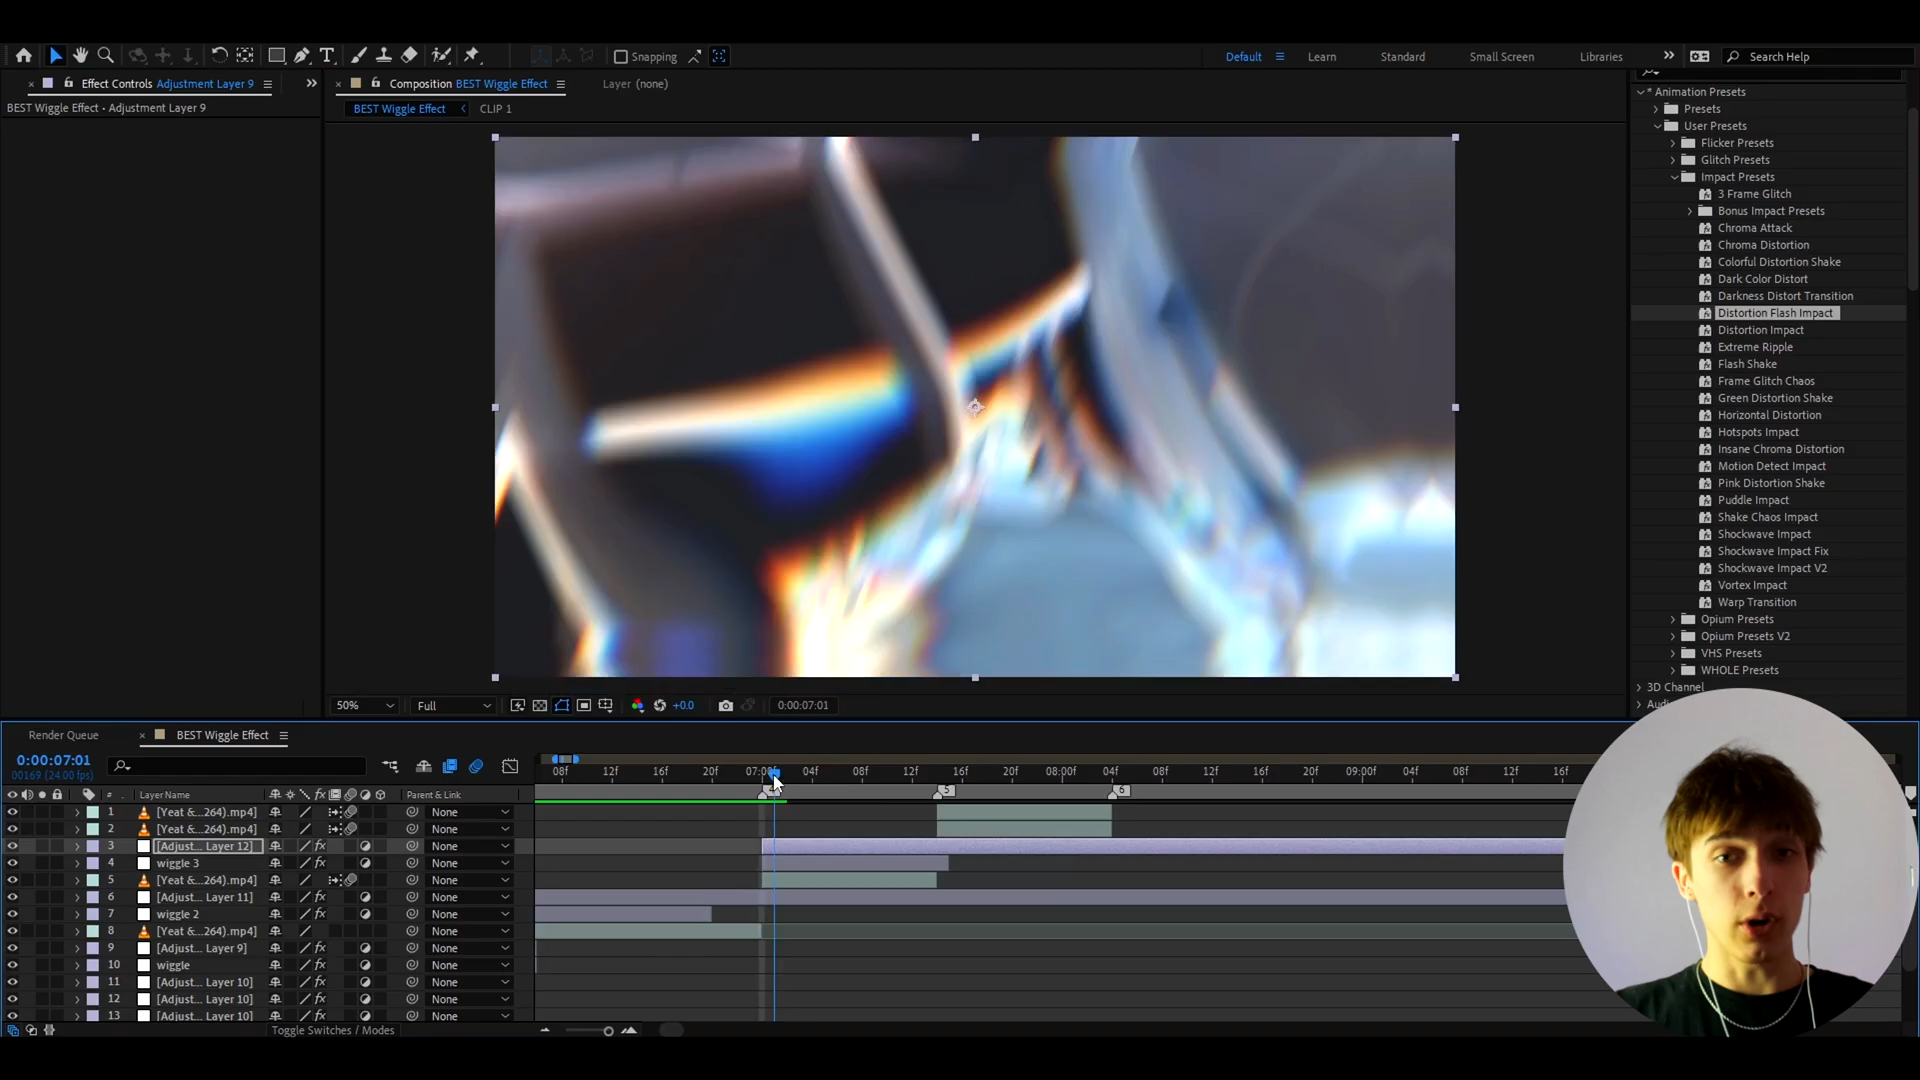 Snapping
Default
Learn
Standard
Small Screen
Libraries
Search Help
Effect Controls Adjustment Layer 9
Composition BEST Wiggle Effect
Layer (none)
BEST Wiggle Effect • Adjustment Layer 9
BEST Wiggle Effect
CLIP 1
* Animation Presets
Presets
User Presets
Flicker Presets
Glitch Presets
Impact Presets
3 Frame Glitch
Bonus Impact Presets
Chroma Attack
Chroma Distortion
Colorful Distortion Shake
Dark Color Distort
Darkness Distort Transition
Distortion Flash Impact
Distortion Impact
Extreme Ripple
Flash Shake
Frame Glitch Chaos
Green Distortion Shake
Horizontal Distortion
Hotspots Impact
Insane Chroma Distortion
Motion Detect Impact
Pink Distortion Shake
Puddle Impact
Shake Chaos Impact
Shockwave Impact
Shockwave Impact Fix
Shockwave Impact V2
Vortex Impact
Warp Transition
Opium Presets
Opium Presets V2
VHS Presets
WHOLE Presets
3D Channel
50%
Full
+0.0
0:00:07:01
Render Queue
BEST Wiggle Effect
0:00:07:01
00169 (24.00 fps)
08f 12f 16f 20f 07:00f 04f 08f 12f 16f 20f 08:00f 04f 08f 12f 16f 20f 09:00f 04f 08f 12f 16f
5 6
# Layer Name Parent & Link
1 [Yeat &...264).mp4] None
2 [Yeat &...264).mp4] None
3 [Adjust... Layer 12] None
4 wiggle 3 None
5 [Yeat &...264).mp4] None
6 [Adjust... Layer 11] None
7 wiggle 2 None
8 [Yeat &...264).mp4] None
9 [Adjust... Layer 9] None
10 wiggle None
11 [Adjust... Layer 10] None
12 [Adjust... Layer 10] None
13 [Adjust... Layer 10] None
Toggle Switches / Modes